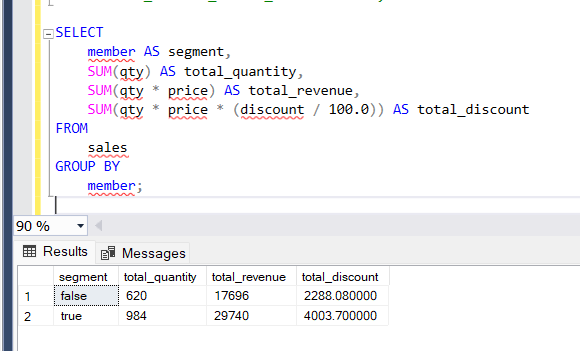 SELECT
member AS segment,
SUM(qty) AS total_quantity,
SUM(qty * price) AS total_revenue,
SUM(qty * price * (discount / 100.0)) AS total_discount
FROM
sales
GROUP BY
member;
90 %
Results Messages
segment total_quantity total_revenue total_discount
1 false 620 17696 2288.080000
2 true 984 29740 4003.700000